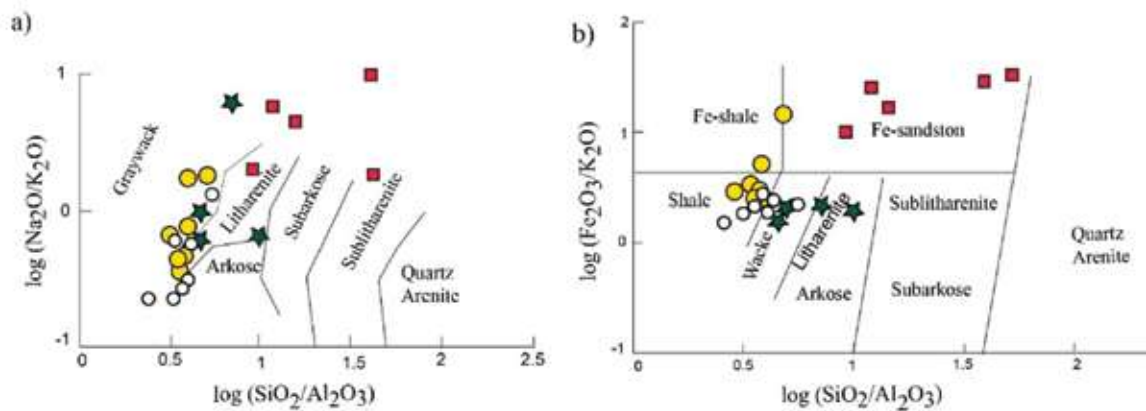 a)
log (Na2O/K2O)
1
0
-1
0
0.5
1
1.5
2
2.5
log (SiO2/Al2O3)
Graywack
Litharenite
Subarkose
Sublitharenite
Arkose
Quartz
Arenite
b)
log (Fe2O3/K2O)
2
1
0.0
-1
0
0.5
1
1.5
2
log (SiO2/Al2O3)
Fe-shale
Fe-sandston
Shale
Wacke
Litharenite
Sublitharenite
Arkose
Subarkose
Quartz
Arenite